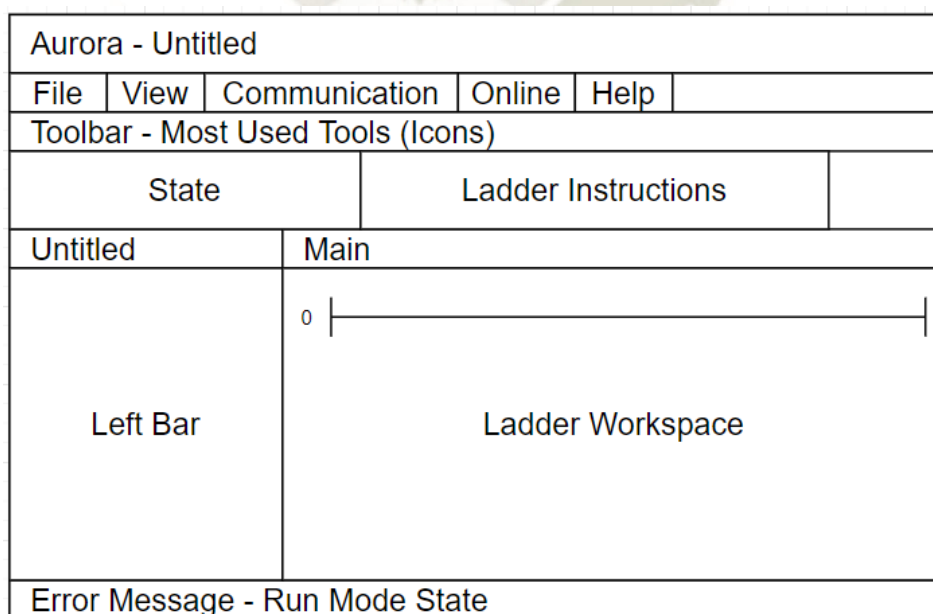 Aurora - Untitled
File View Communication Online Help
Toolbar - Most Used Tools (Icons)
State Ladder Instructions
Untitled Main
0
Left Bar Ladder Workspace
Error Message - Run Mode State